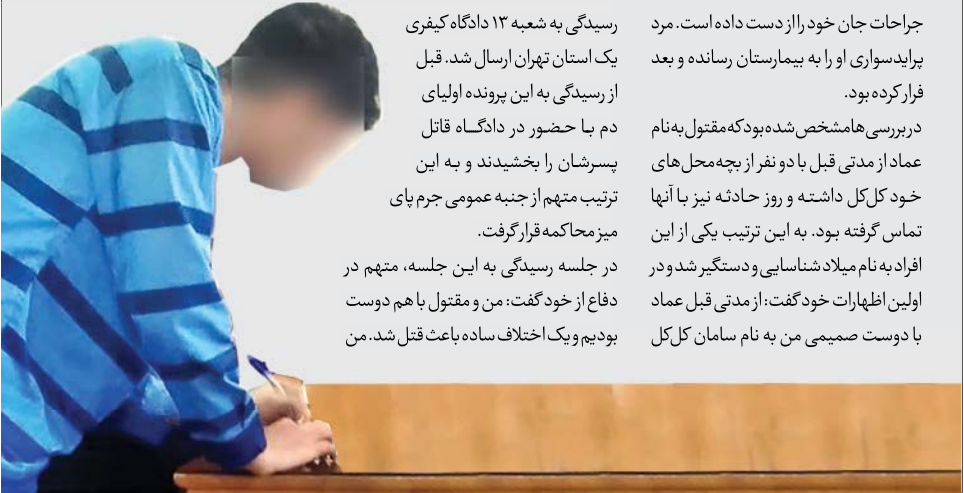 جراحات جان خود را از دست داده است. مرد
پراید سواری او را به بیمارستان رسانده و بعد
فرار کرده بود.
در بررسی‌ها مشخص شده بود که مقتول به نام
عماد از مدتی قبل با دو نفر از بچه‌محل‌های
خود کل‌کل داشته و روز حادثه نیز با آنها
تماس گرفته بود. به این ترتیب یکی از این
افراد به نام میلاد شناسایی و دستگیر شد و در
اولین اظهارات خود گفت: از مدتی قبل عماد
با دوست صمیمی من به نام سامان کل‌کل
رسیدگی به شعبه ۱۳ دادگاه کیفری
یک استان تهران ارسال شد. قبل
از رسیدگی به این پرونده اولیای
دم با حضور در دادگاه قاتل
پسرشان را بخشیدند و به این
ترتیب متهم از جنبه عمومی جرم پای
میز محاکمه قرار گرفت.
در جلسه رسیدگی به این جلسه، متهم در
دفاع از خود گفت: من و مقتول با هم دوست
بودیم و یک اختلاف ساده باعث قتل شد. من